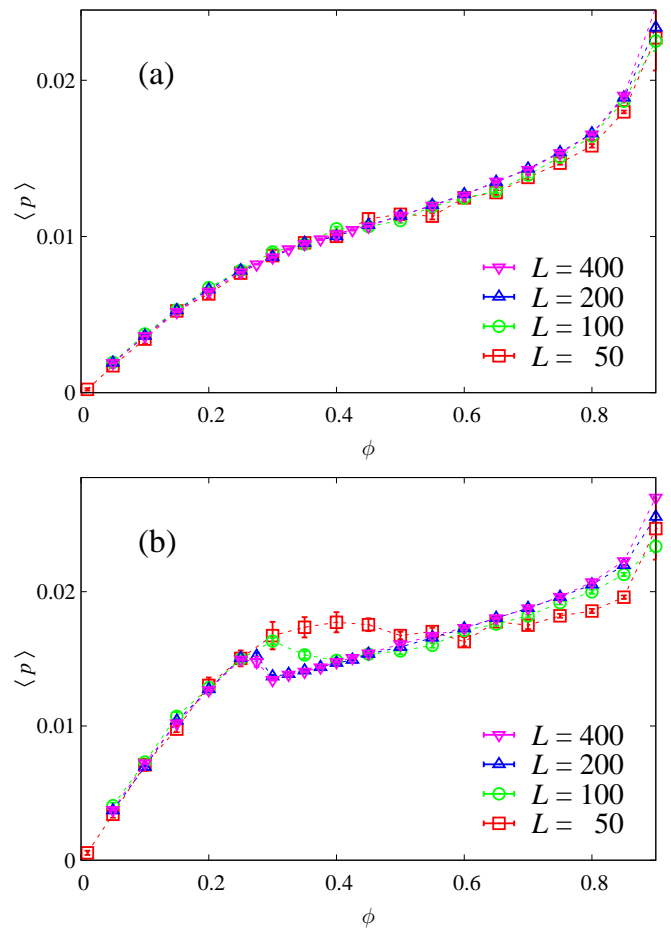 (a)
0.02
0.01
0
⟨ p ⟩
L = 400
L = 200
L = 100
L = 50
0 0.2 0.4 0.6 0.8
ϕ
(b)
0.02
0.01
0
⟨ p ⟩
L = 400
L = 200
L = 100
L = 50
0 0.2 0.4 0.6 0.8
ϕ